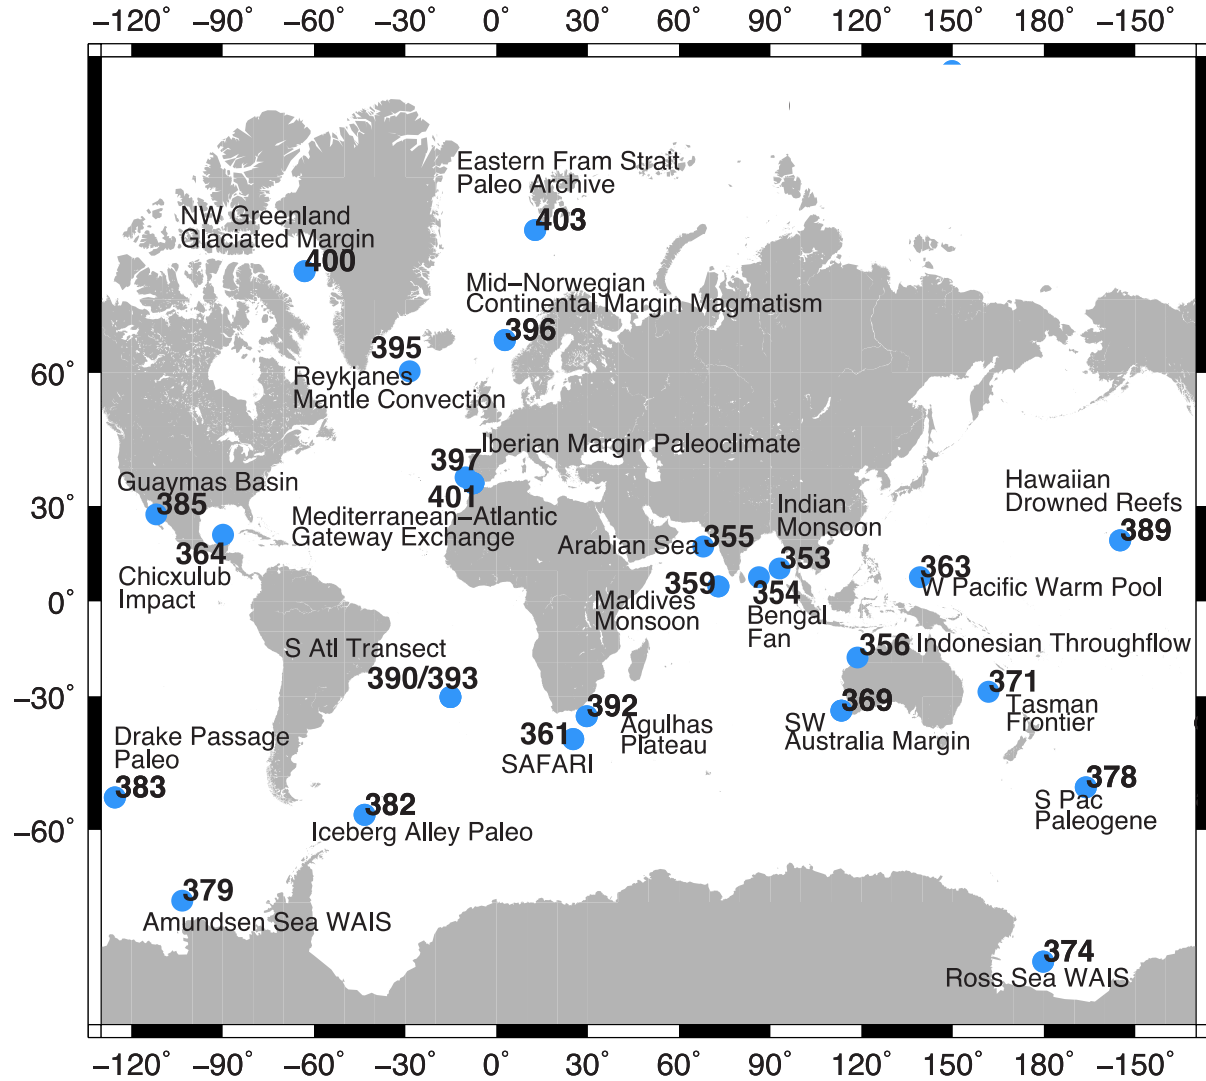 −120° −90° −60° −30° 0° 30° 60° 90° 120° 150° 180° −150°
Eastern Fram Strait
Paleo Archive
403
NW Greenland
Glaciated Margin
400
Mid−Norwegian
Continental Margin Magmatism
396
395
Reykjanes
Mantle Convection
60°
Iberian Margin Paleoclimate
397
401
Mediterranean−Atlantic
Gateway Exchange
Guaymas Basin
385
30°
364
Chicxulub
Impact
Indian
Monsoon
Arabian Sea
355
353
359
354
Maldives
Monsoon
Bengal
Fan
Hawaiian
Drowned Reefs
389
363
W Pacific Warm Pool
0°
356
Indonesian Throughflow
S Atl Transect
390/393
371
Tasman
Frontier
−30°
392
Agulhas
Plateau
361
SAFARI
369
SW
Australia Margin
Drake Passage
Paleo
383
378
S Pac
Paleogene
382
Iceberg Alley Paleo
−60°
379
Amundsen Sea WAIS
374
Ross Sea WAIS
−120° −90° −60° −30° 0° 30° 60° 90° 120° 150° 180° −150°